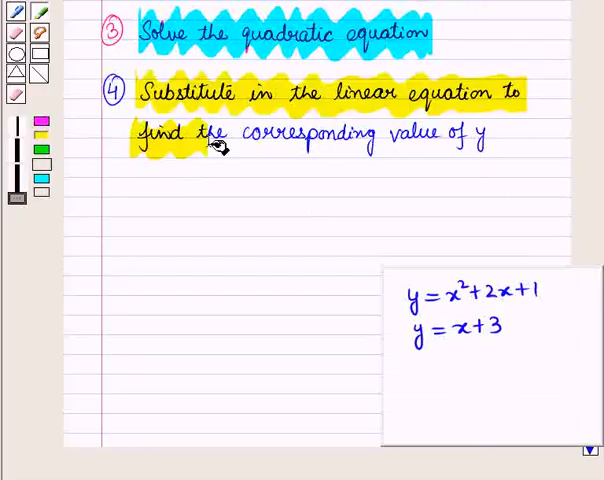 ③ Solve the quadratic equation
④ Substitute in the linear equation to
find the corresponding value of y
y = x² + 2x + 1
y = x + 3